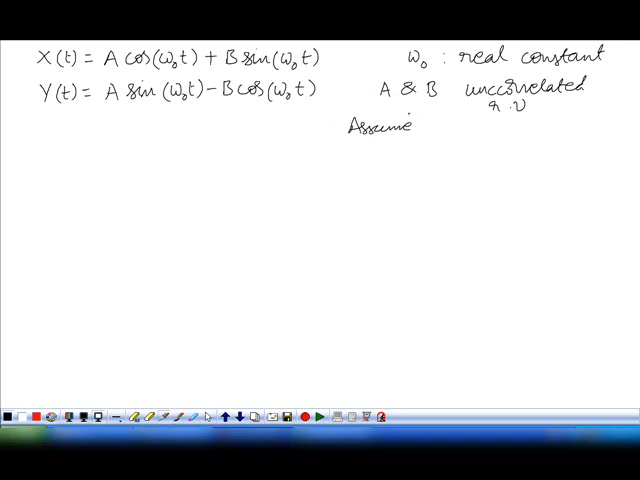 X(t) = A cos(ω₀t) + B sin(ω₀t)
ω₀ : real constant
Y(t) = A sin(ω₀t) − B cos(ω₀t)
A & B uncorrelated
r.v
Assume